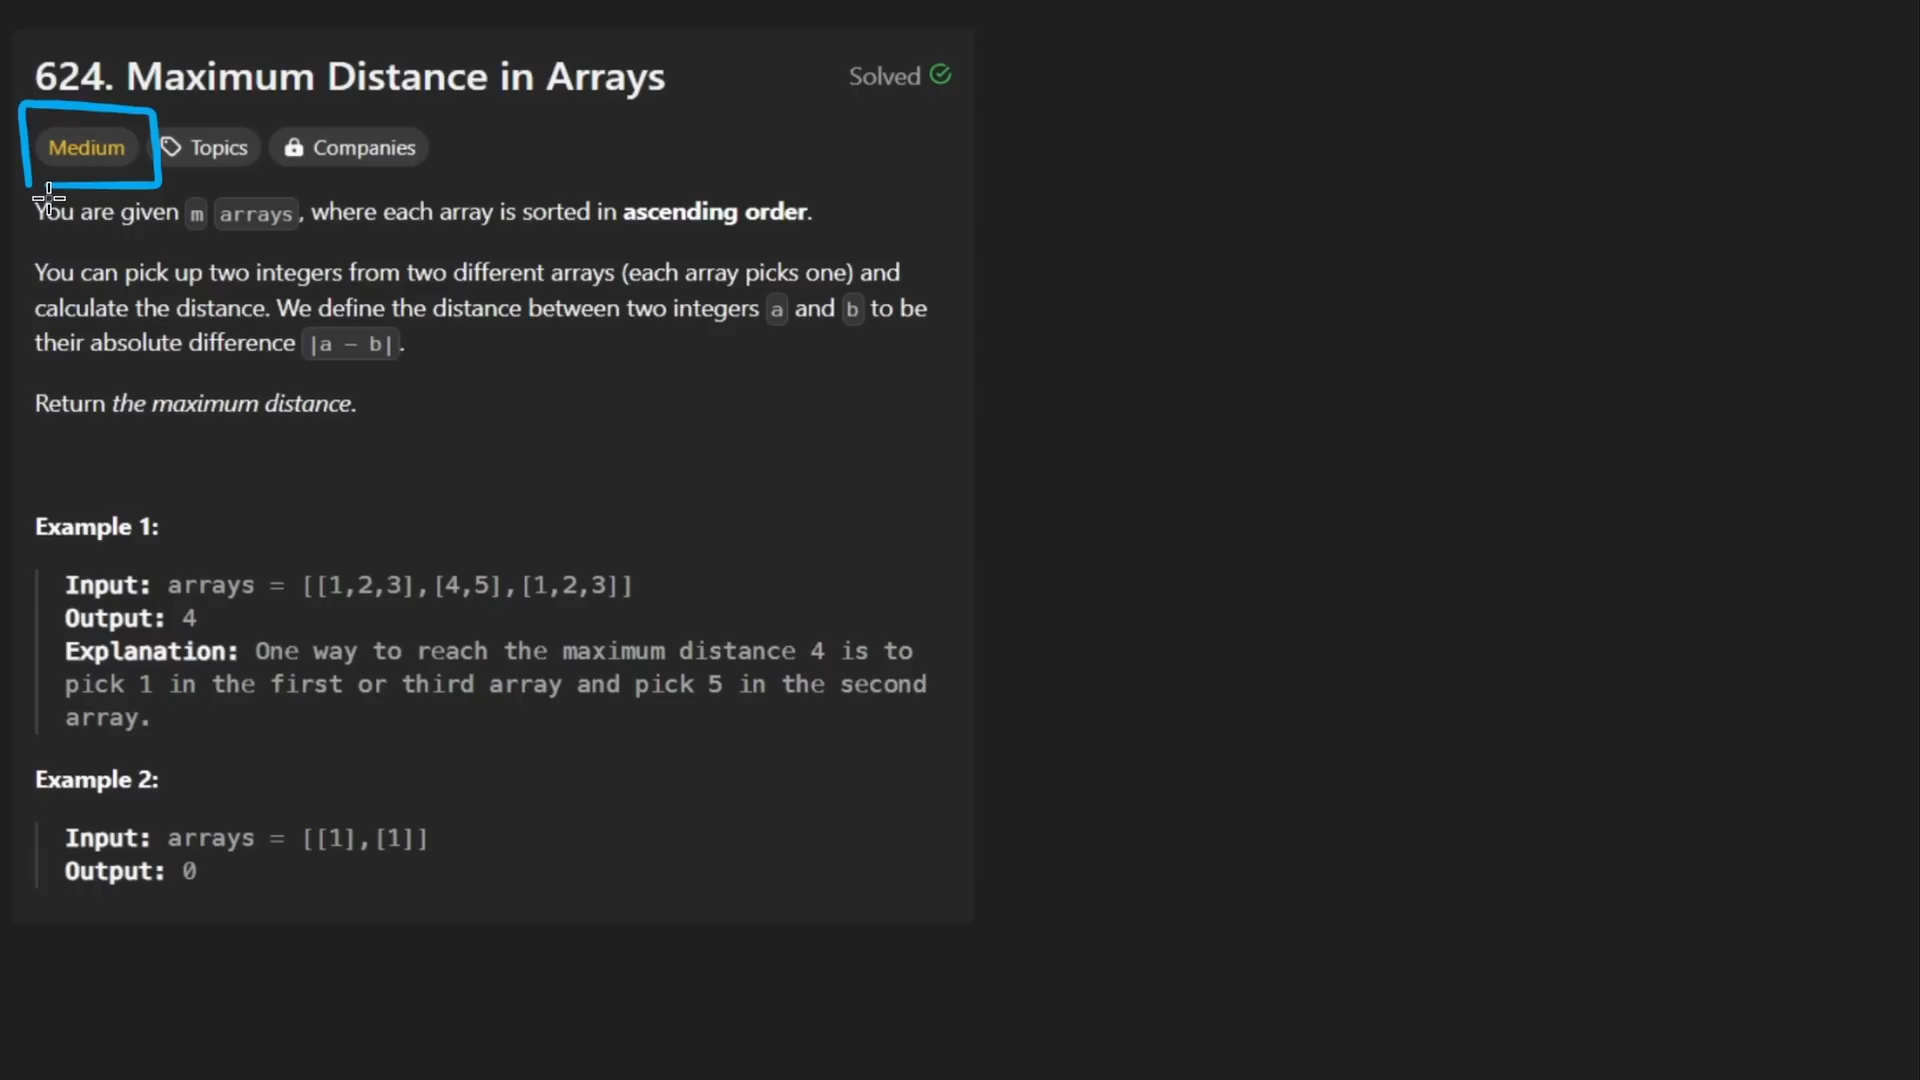 624. Maximum Distance in Arrays
Solved
Medium Topics Companies
You are given m arrays, where each array is sorted in ascending order.
You can pick up two integers from two different arrays (each array picks one) and
calculate the distance. We define the distance between two integers a and b to be
their absolute difference |a - b|.
Return the maximum distance.
Example 1:
Input: arrays = [[1,2,3],[4,5],[1,2,3]]
Output: 4
Explanation: One way to reach the maximum distance 4 is to
pick 1 in the first or third array and pick 5 in the second
array.
Example 2:
Input: arrays = [[1],[1]]
Output: 0